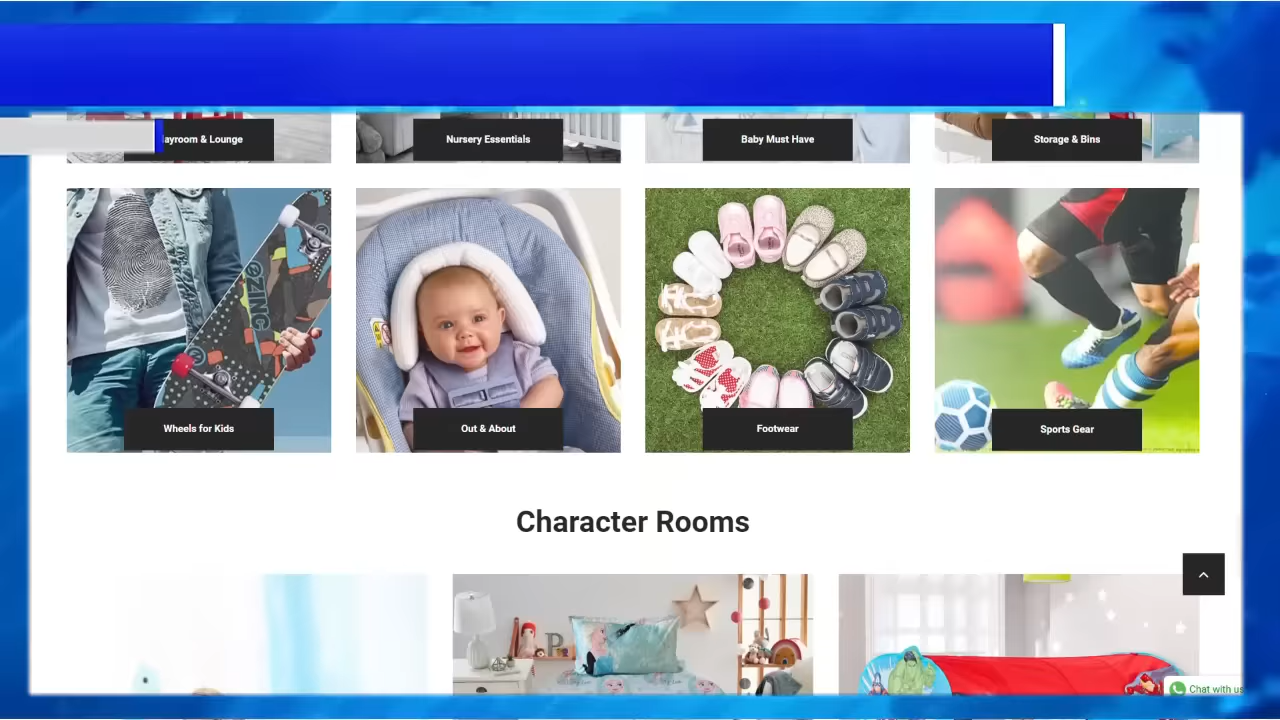 ayroom & Lounge
Nursery Essentials
Baby Must Have
Storage & Bins
OZING
Wheels for Kids
Out & About
Footwear
Sports Gear
Character Rooms
P
Chat with us